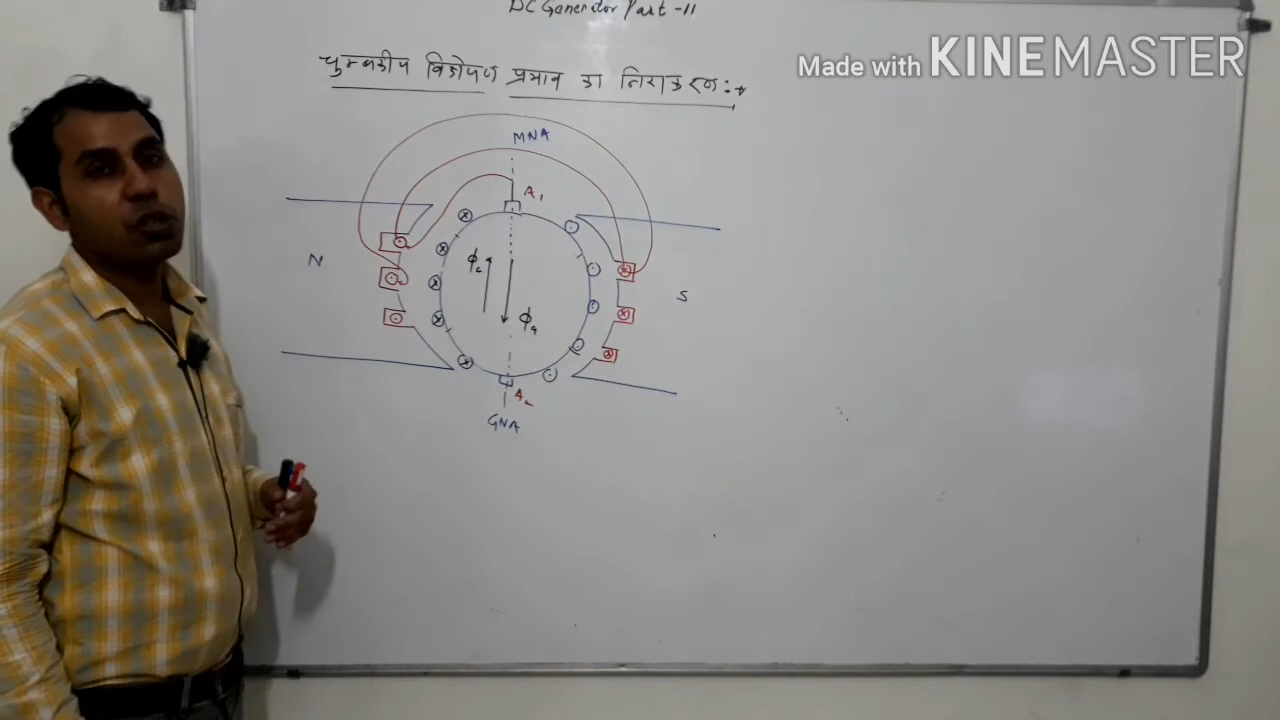 DC Generator Part -11
Made with KINEMASTER
चुम्बकीय विक्षेपण प्रभाव का निराकरण :→
MNA
A₁
N
ϕc
ϕa
S
A₂
GNA